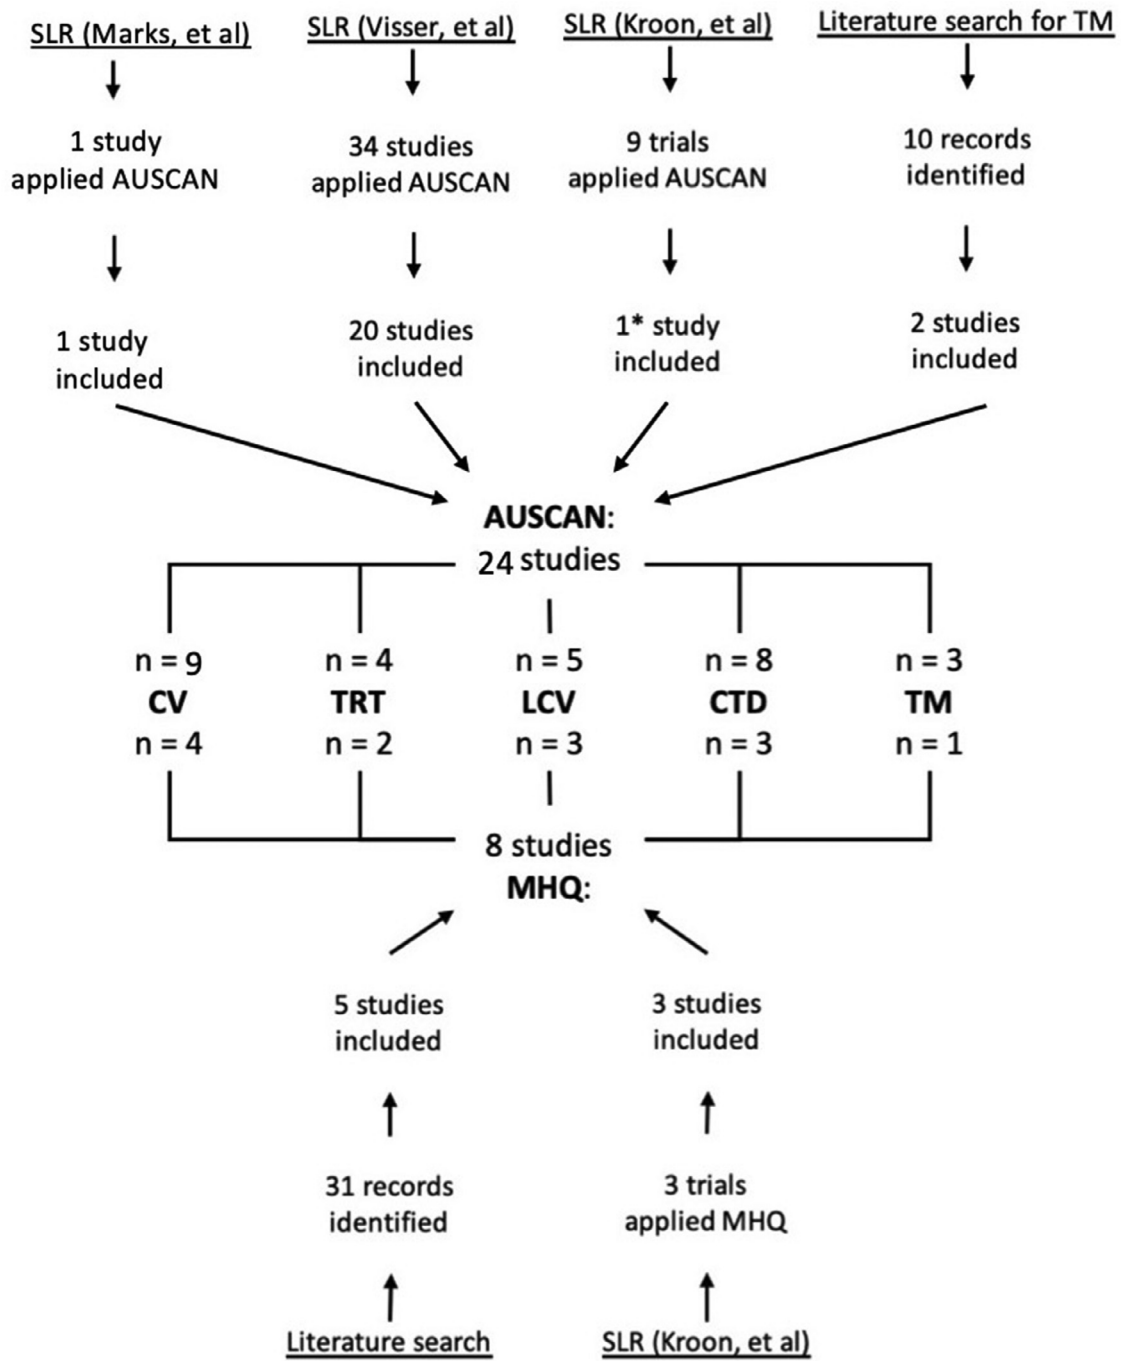 SLR (Marks, et al)
1 study
applied AUSCAN
1 study
included
SLR (Visser, et al)
34 studies
applied AUSCAN
20 studies
included
SLR (Kroon, et al)
9 trials
applied AUSCAN
1* study
included
Literature search for TM
10 records
identified
2 studies
included
AUSCAN:
24 studies
n = 9
CV
n = 4
n = 4
TRT
n = 2
n = 5
LCV
n = 3
n = 8
CTD
n = 3
n = 3
TM
n = 1
8 studies
MHQ:
5 studies
included
31 records
identified
Literature search
3 studies
included
3 trials
applied MHQ
SLR (Kroon, et al)